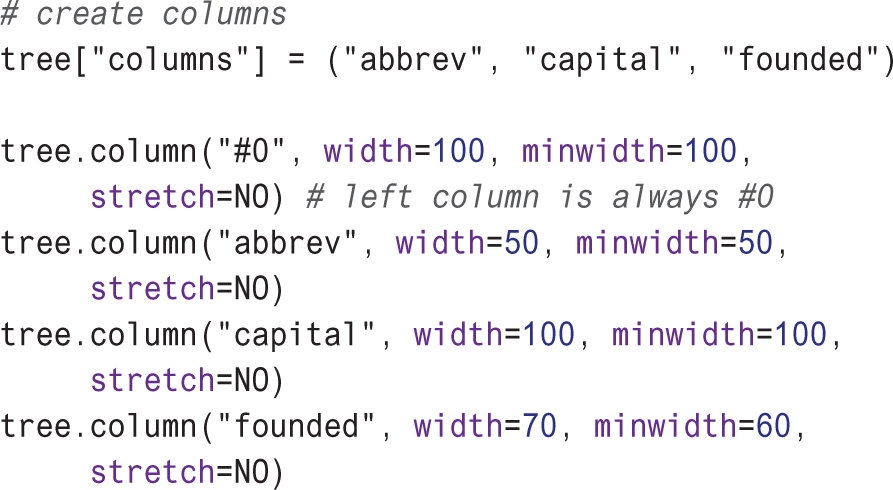 # create columns
tree["columns"] = ("abbrev", "capital", "founded")
tree.column("#0", width=100, minwidth=100,
stretch=NO) # left column is always #0
tree.column("abbrev", width=50, minwidth=50,
stretch=NO)
tree.column("capital", width=100, minwidth=100,
stretch=NO)
tree.column("founded", width=70, minwidth=60,
stretch=NO)